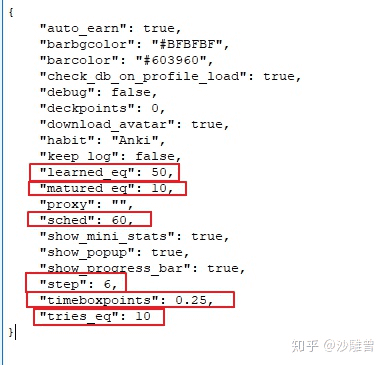 {
"auto_earn": true,
"barbgcolor": "#BFBFBF",
"barcolor": "#603960",
"check_db_on_profile_load": true,
"debug": false,
"deckpoints": 0,
"download_avatar": true,
"habit": "Anki",
"keep_log": false,
"learned_eq": 50,
"matured_eq": 10,
"proxy": "",
"sched": 60,
"show_mini_stats": true,
"show_popup": true,
"show_progress_bar": true,
"step": 6,
"timeboxpoints": 0.25,
"tries_eq": 10
}
知乎 @沙雕曾